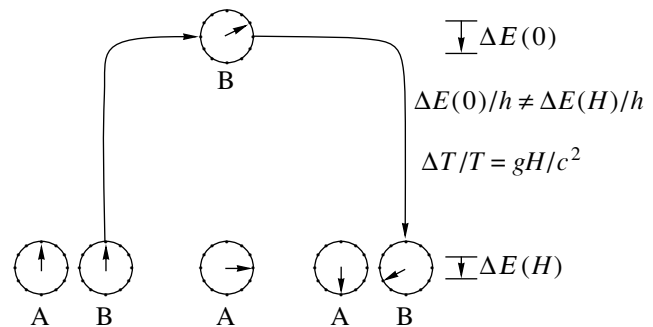 ΔE(0)
B
ΔE(0)/h ≠ ΔE(H)/h
ΔT/T = gH/c²
ΔE(H)
A B A A B